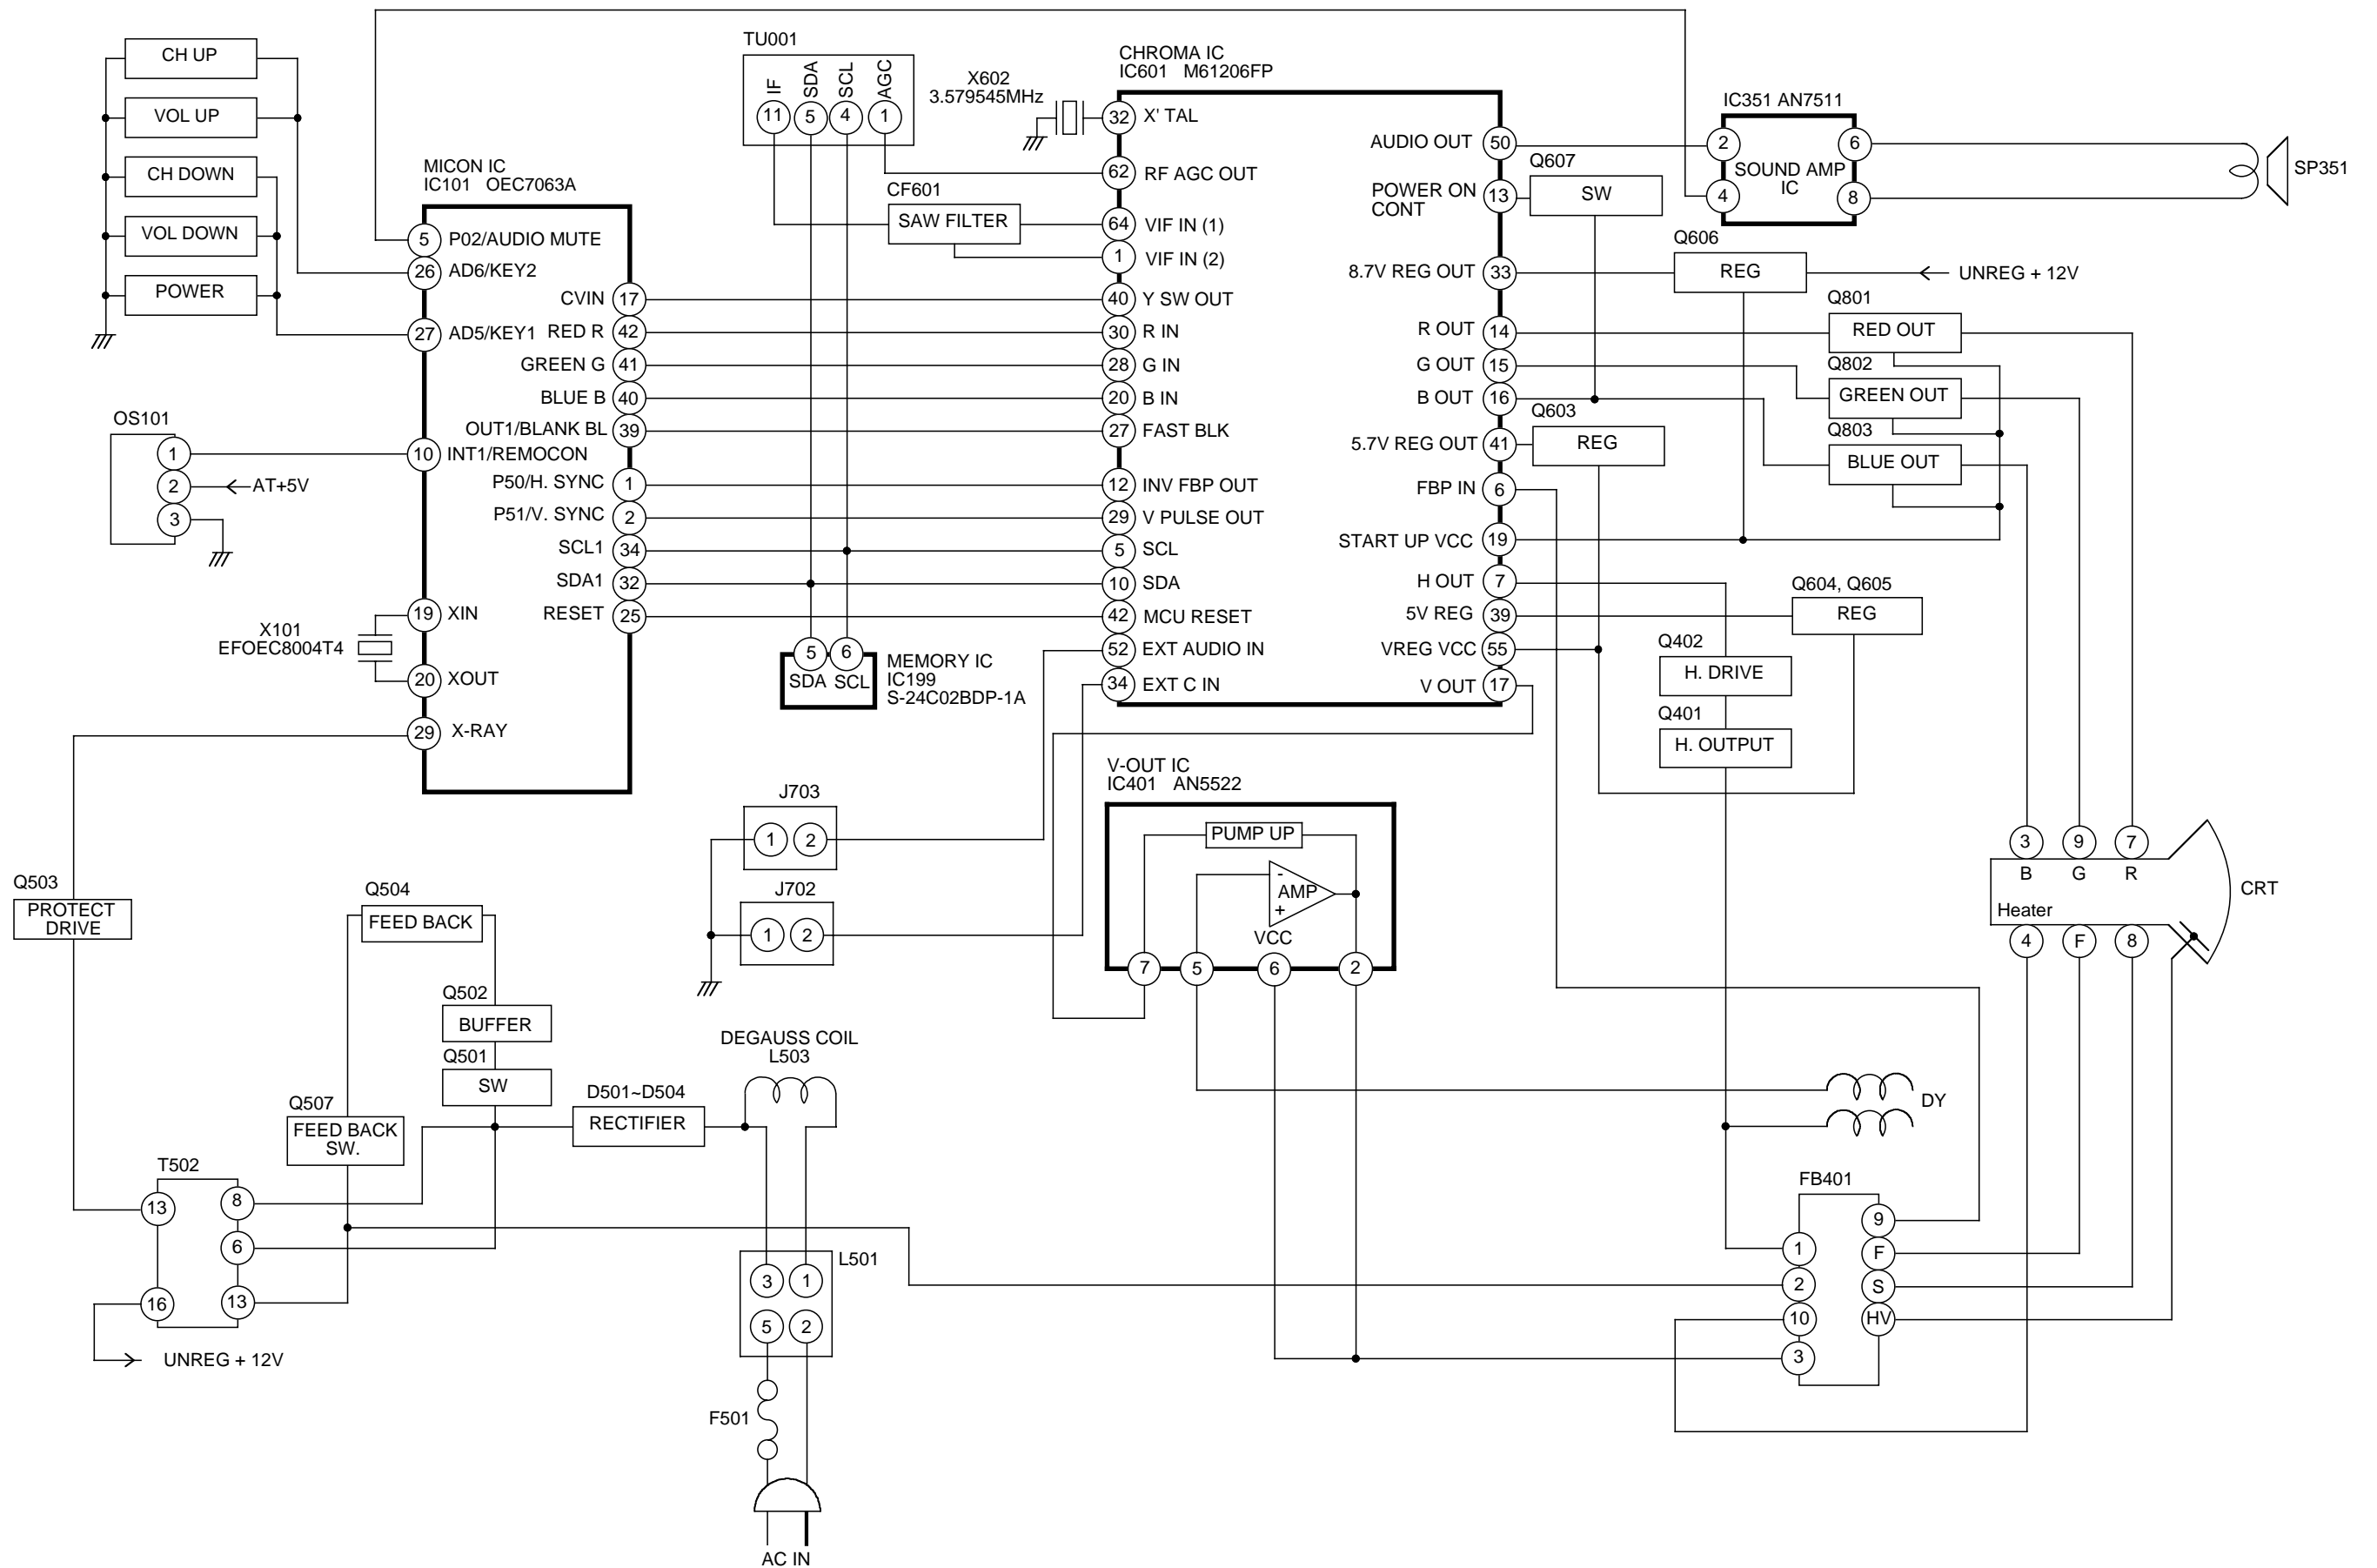 CH UP
VOL UP
CH DOWN
VOL DOWN
POWER
OS101
1
2
3
AT+5V
X101
EFOEC8004T4
MICON IC
IC101 OEC7063A
5 P02/AUDIO MUTE
26 AD6/KEY2
27 AD5/KEY1
10 INT1/REMOCON
19 XIN
20 XOUT
29 X-RAY
CVIN 17
RED R 42
GREEN G 41
BLUE B 40
OUT1/BLANK BL 39
P50/H. SYNC 1
P51/V. SYNC 2
SCL1 34
SDA1 32
RESET 25
TU001
IF SDA SCL AGC
11 5 4 1
X602
3.579545MHz
CF601
SAW FILTER
5 6
SDA SCL
MEMORY IC
IC199
S-24C02BDP-1A
CHROMA IC
IC601 M61206FP
32 X' TAL
62 RF AGC OUT
64 VIF IN (1)
1 VIF IN (2)
40 Y SW OUT
30 R IN
28 G IN
20 B IN
27 FAST BLK
12 INV FBP OUT
29 V PULSE OUT
5 SCL
10 SDA
42 MCU RESET
52 EXT AUDIO IN
34 EXT C IN
AUDIO OUT 50
POWER ON
CONT
13
8.7V REG OUT 33
R OUT 14
G OUT 15
B OUT 16
5.7V REG OUT 41
FBP IN 6
START UP VCC 19
H OUT 7
5V REG 39
VREG VCC 55
V OUT 17
Q607
SW
IC351 AN7511
2 6
SOUND AMP
IC
4 8
SP351
Q606
REG
UNREG + 12V
Q801
RED OUT
Q802
GREEN OUT
Q803
BLUE OUT
Q603
REG
Q604, Q605
REG
Q402
H. DRIVE
Q401
H. OUTPUT
V-OUT IC
IC401 AN5522
PUMP UP
-
AMP
+
VCC
7 5 6 2
J703
1 2
J702
1 2
3 9 7
B G R
Heater
CRT
4 F 8
DY
Q503
PROTECT
DRIVE
Q504
FEED BACK
Q502
BUFFER
Q501
SW
Q507
FEED BACK
SW.
D501~D504
RECTIFIER
DEGAUSS COIL
L503
T502
13 8
6
16 13
UNREG + 12V
L501
3 1
5 2
F501
AC IN
FB401
9
1 F
2 S
10 HV
3